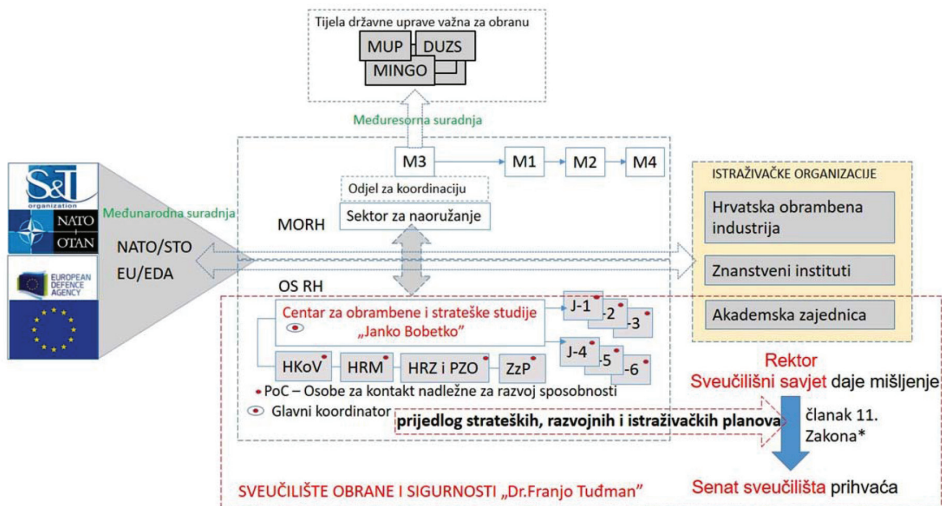 Tijela državne uprave važna za obranu
MUP
DUZS
MINGO
Međuresorna suradnja
M3
M1
M2
M4
Odjel za koordinaciju
Sektor za naoružanje
MORH
S&T
organization
NATO
OTAN
Međunarodna suradnja
NATO/STO
EU/EDA
EUROPEAN
DEFENCE
AGENCY
ISTRAŽIVAČKE ORGANIZACIJE
Hrvatska obrambena
industrija
Znanstveni instituti
Akademska zajednica
OS RH
Centar za obrambene i strateške studije
„Janko Bobetko”
J-1
-2
-3
J-4
-5
-6
HKoV
HRM
HRZ i PZO
ZzP
PoC – Osobe za kontakt nadležne za razvoj sposobnosti
Glavni koordinator
prijedlog strateških, razvojnih i istraživačkih planova
Rektor
Sveučilišni savjet daje mišljenje
članak 11.
Zakona*
Senat sveučilišta prihvaća
SVEUČILIŠTE OBRANE I SIGURNOSTI „Dr.Franjo Tuđman”